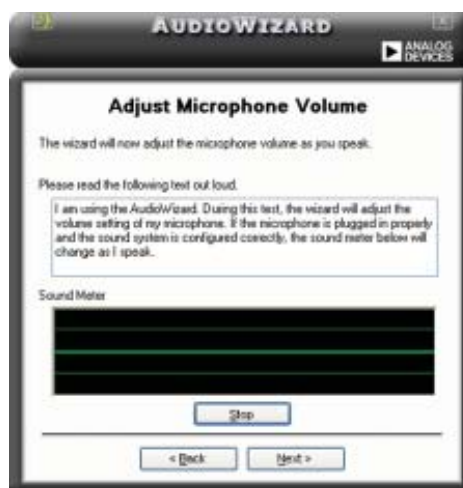 AUDIOWIZARD
ANALOG
DEVICES
Adjust Microphone Volume
The wizard will now adjust the microphone volume as you speak.
Please read the following text out loud.
I am using the AudioWizard. During this test, the wizard will adjust the
volume setting of my microphone. If the microphone is plugged in properly
and the sound system is configured correctly, the sound meter below will
change as I speak.
Sound Meter
Stop
< Back Next >